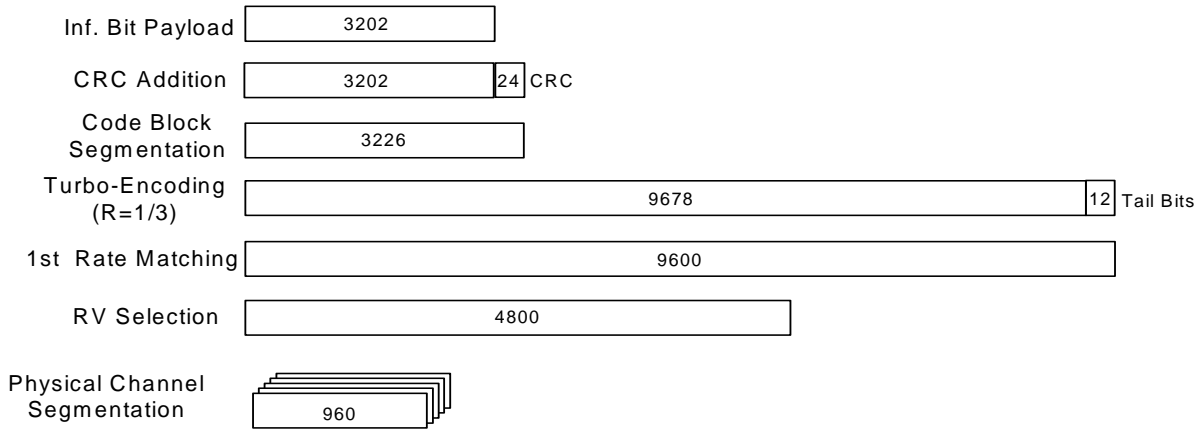 Inf. Bit Payload 3202
CRC Addition 3202 24 CRC
Code Block
Segmentation 3226
Turbo-Encoding
(R=1/3) 9678 12 Tail Bits
1st Rate Matching 9600
RV Selection 4800
Physical Channel
Segmentation 960